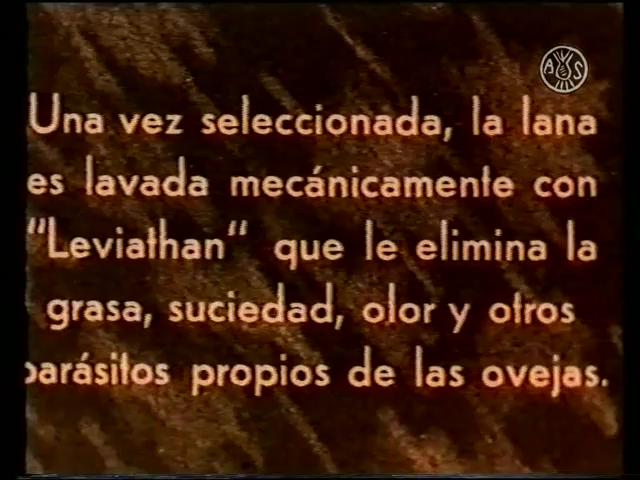 Una vez seleccionada, la lana
es lavada mecánicamente con
"Leviathan" que le elimina la
grasa, suciedad, olor y otros
parásitos propios de las ovejas.
A S